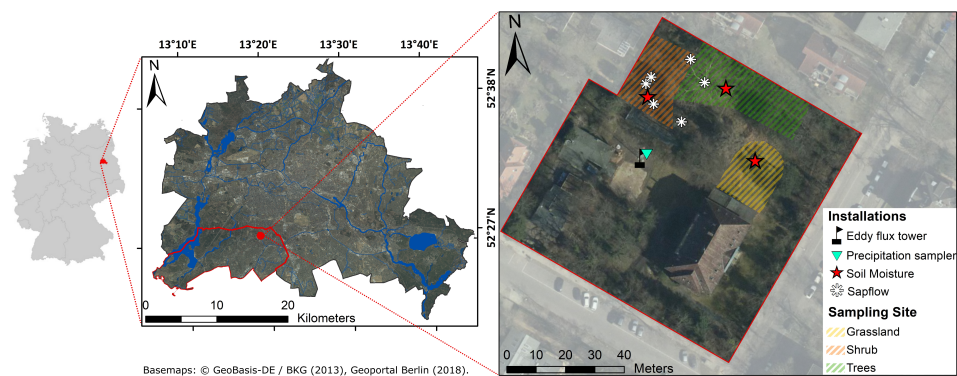 13°10'E 13°20'E 13°30'E 13°40'E
N
52°38'N
52°27'N
0 10 20
Kilometers
Basemaps: © GeoBasis-DE / BKG (2013), Geoportal Berlin (2018).
N
Installations
Eddy flux tower
Precipitation sampler
Soil Moisture
Sapflow
Sampling Site
Grassland
Shrub
Trees
0 10 20 30 40
Meters